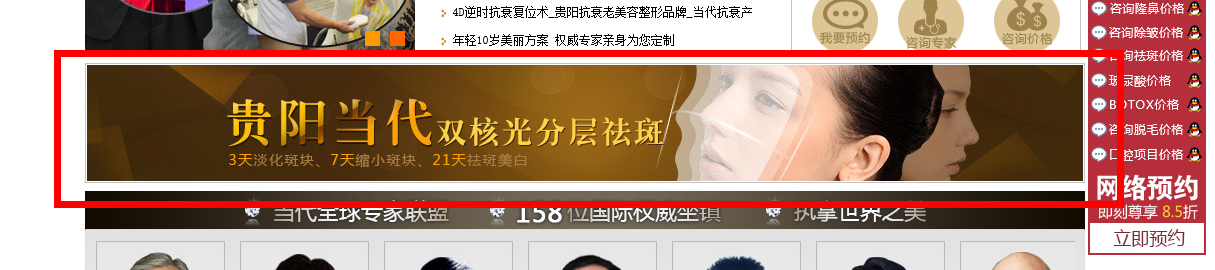 4D逆时抗衰复位术_贵阳抗衰老美容整形品牌_当代抗衰产
年轻10岁美丽方案 权威专家亲身为您定制
我要预约
咨询专家
咨询价格
贵阳当代双核光分层祛斑
3天淡化斑块、7天缩小斑块、21天祛斑美白
当代全球专家联盟
158位国际权威坐镇
执掌世界之美
咨询隆鼻价格
咨询除皱价格
咨询祛斑价格
玻尿酸价格
BOTOX价格
咨询脱毛价格
口腔项目价格
网络预约
即刻尊享 8.5折
立即预约